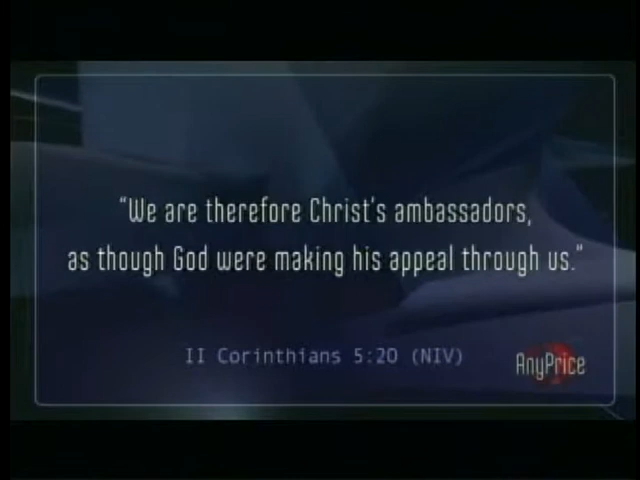 “We are therefore Christ's ambassadors,
as though God were making his appeal through us.”
II Corinthians 5:20 (NIV)
AnyPrice